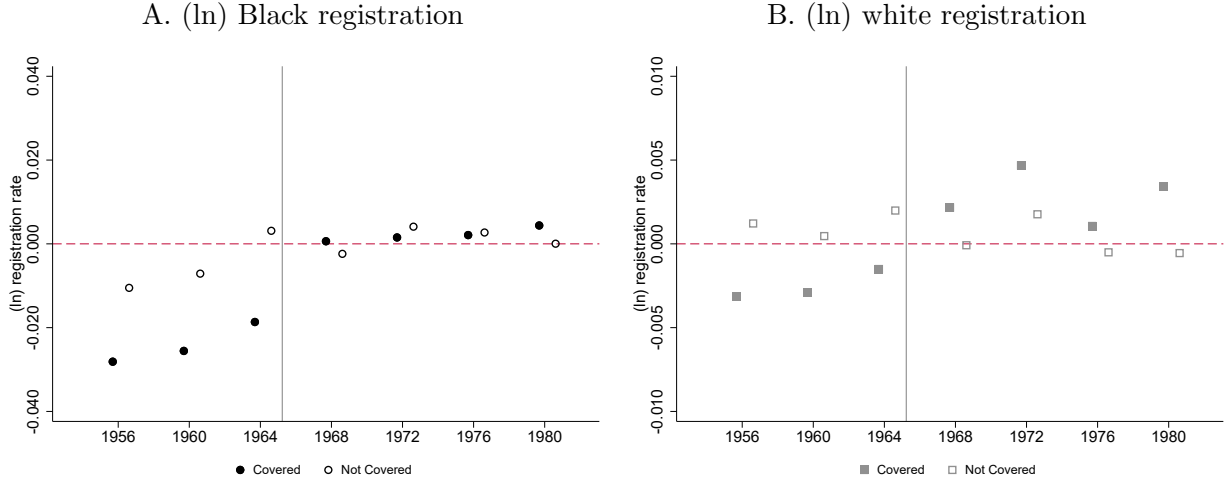 A. (ln) Black registration
(ln) registration rate
0.040
0.020
0.000
-0.020
-0.040
1956 1960 1964 1968 1972 1976 1980
Covered Not Covered
B. (ln) white registration
(ln) registration rate
0.010
0.005
0.000
-0.005
-0.010
1956 1960 1964 1968 1972 1976 1980
Covered Not Covered